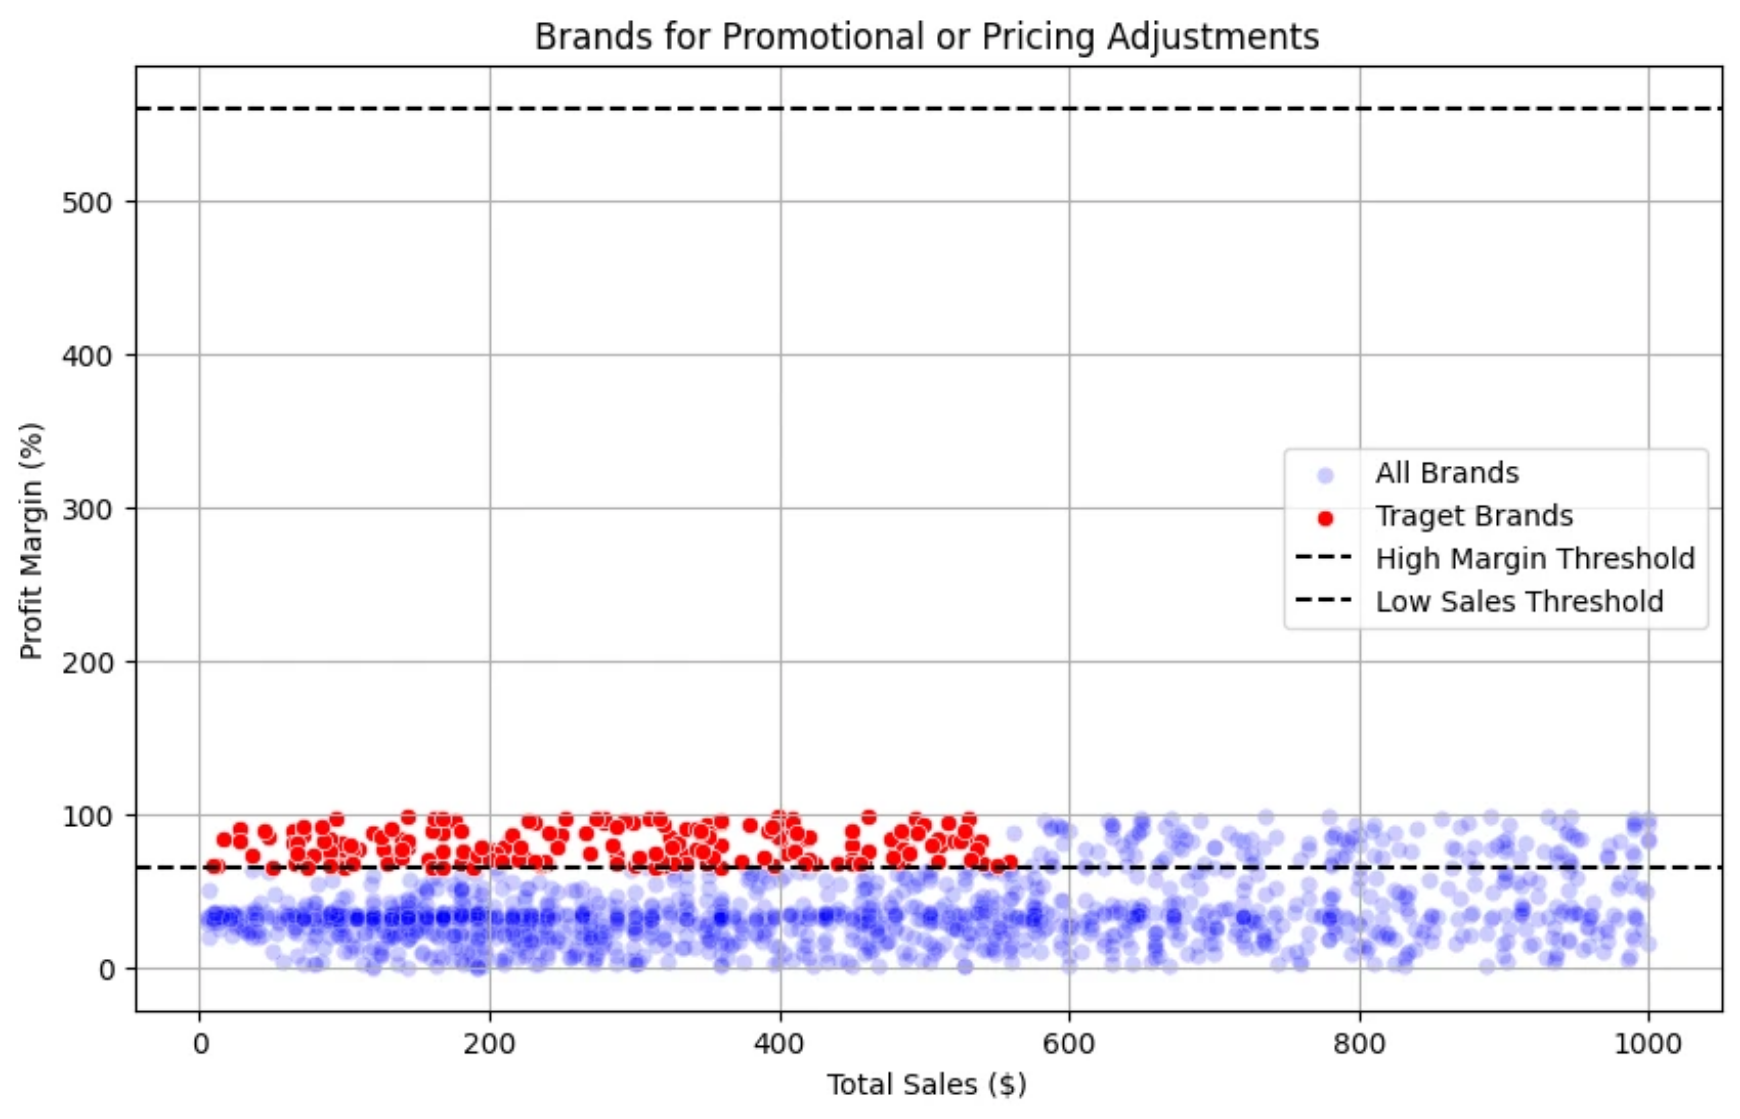 Brands for Promotional or Pricing Adjustments
Profit Margin (%)
500
400
300
200
100
0
All Brands
Traget Brands
High Margin Threshold
Low Sales Threshold
0
200
400
600
800
1000
Total Sales ($)